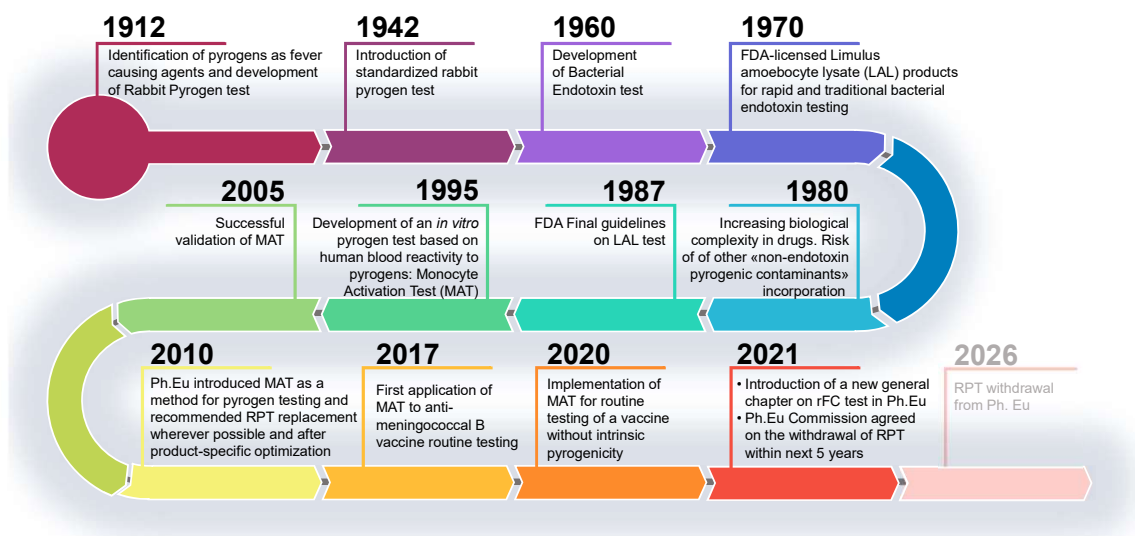 1912
Identification of pyrogens as fever
causing agents and development
of Rabbit Pyrogen test
1942
Introduction of
standardized rabbit
pyrogen test
1960
Development
of Bacterial
Endotoxin test
1970
FDA-licensed Limulus
amoebocyte lysate (LAL) products
for rapid and traditional bacterial
endotoxin testing
1980
Increasing biological
complexity in drugs. Risk
of of other «non-endotoxin
pyrogenic contaminants»
incorporation
1987
FDA Final guidelines
on LAL test
1995
Development of an in vitro
pyrogen test based on
human blood reactivity to
pyrogens: Monocyte
Activation Test (MAT)
2005
Successful
validation of MAT
2010
Ph.Eu introduced MAT as a
method for pyrogen testing and
recommended RPT replacement
wherever possible and after
product-specific optimization
2017
First application of
MAT to anti-
meningococcal B
vaccine routine testing
2020
Implementation of
MAT for routine
testing of a vaccine
without intrinsic
pyrogenicity
2021
• Introduction of a new general
chapter on rFC test in Ph.Eu
• Ph.Eu Commission agreed
on the withdrawal of RPT
within next 5 years
2026
RPT withdrawal
from Ph. Eu